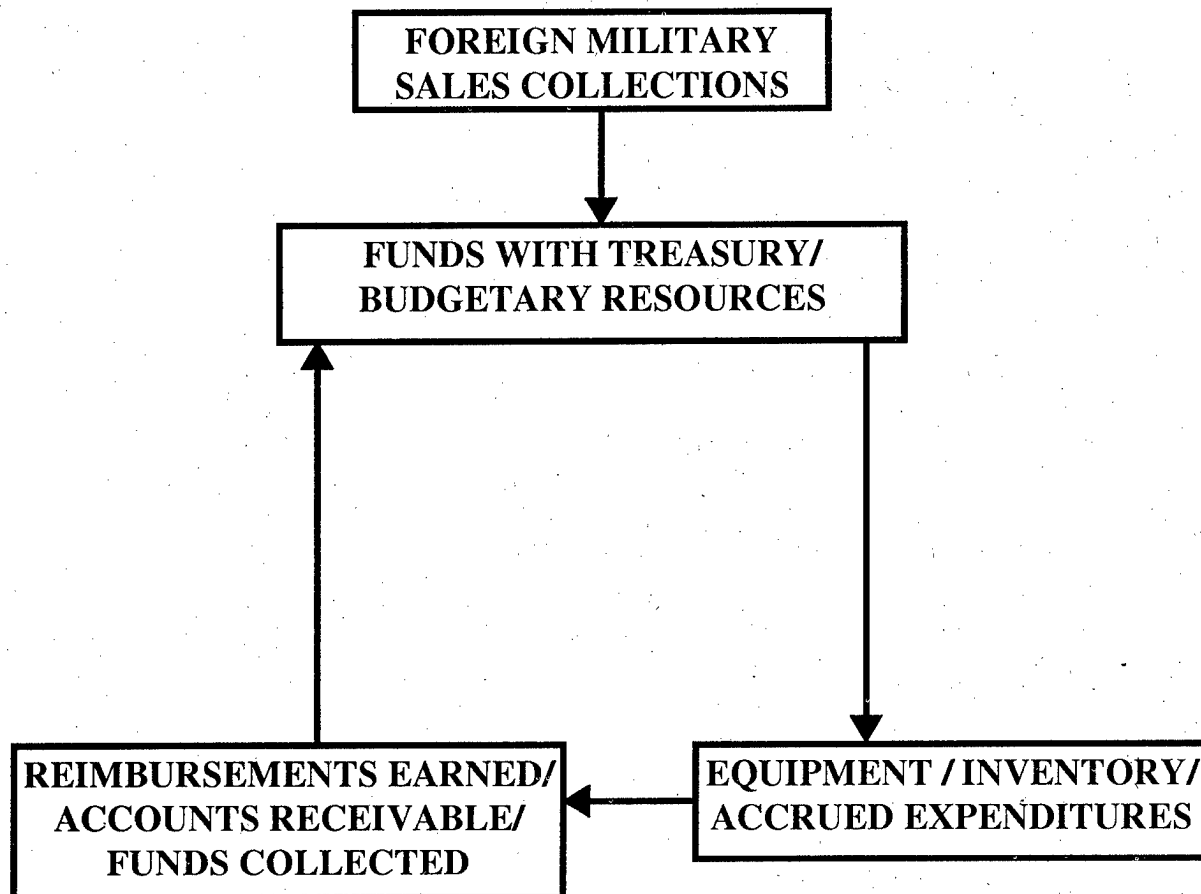 FOREIGN MILITARY
SALES COLLECTIONS
FUNDS WITH TREASURY/
BUDGETARY RESOURCES
REIMBURSEMENTS EARNED/
ACCOUNTS RECEIVABLE/
FUNDS COLLECTED
EQUIPMENT / INVENTORY/
ACCRUED EXPENDITURES